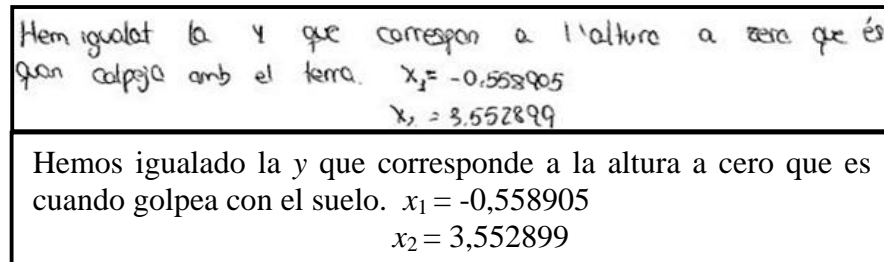 Hem igualat la y que correspon a l'altura a zero que és
quan colpeja amb el terra. x₁= -0,558905
x₂ = 3,552899
Hemos igualado la y que corresponde a la altura a cero que es
cuando golpea con el suelo. x₁ = -0,558905
x₂ = 3,552899